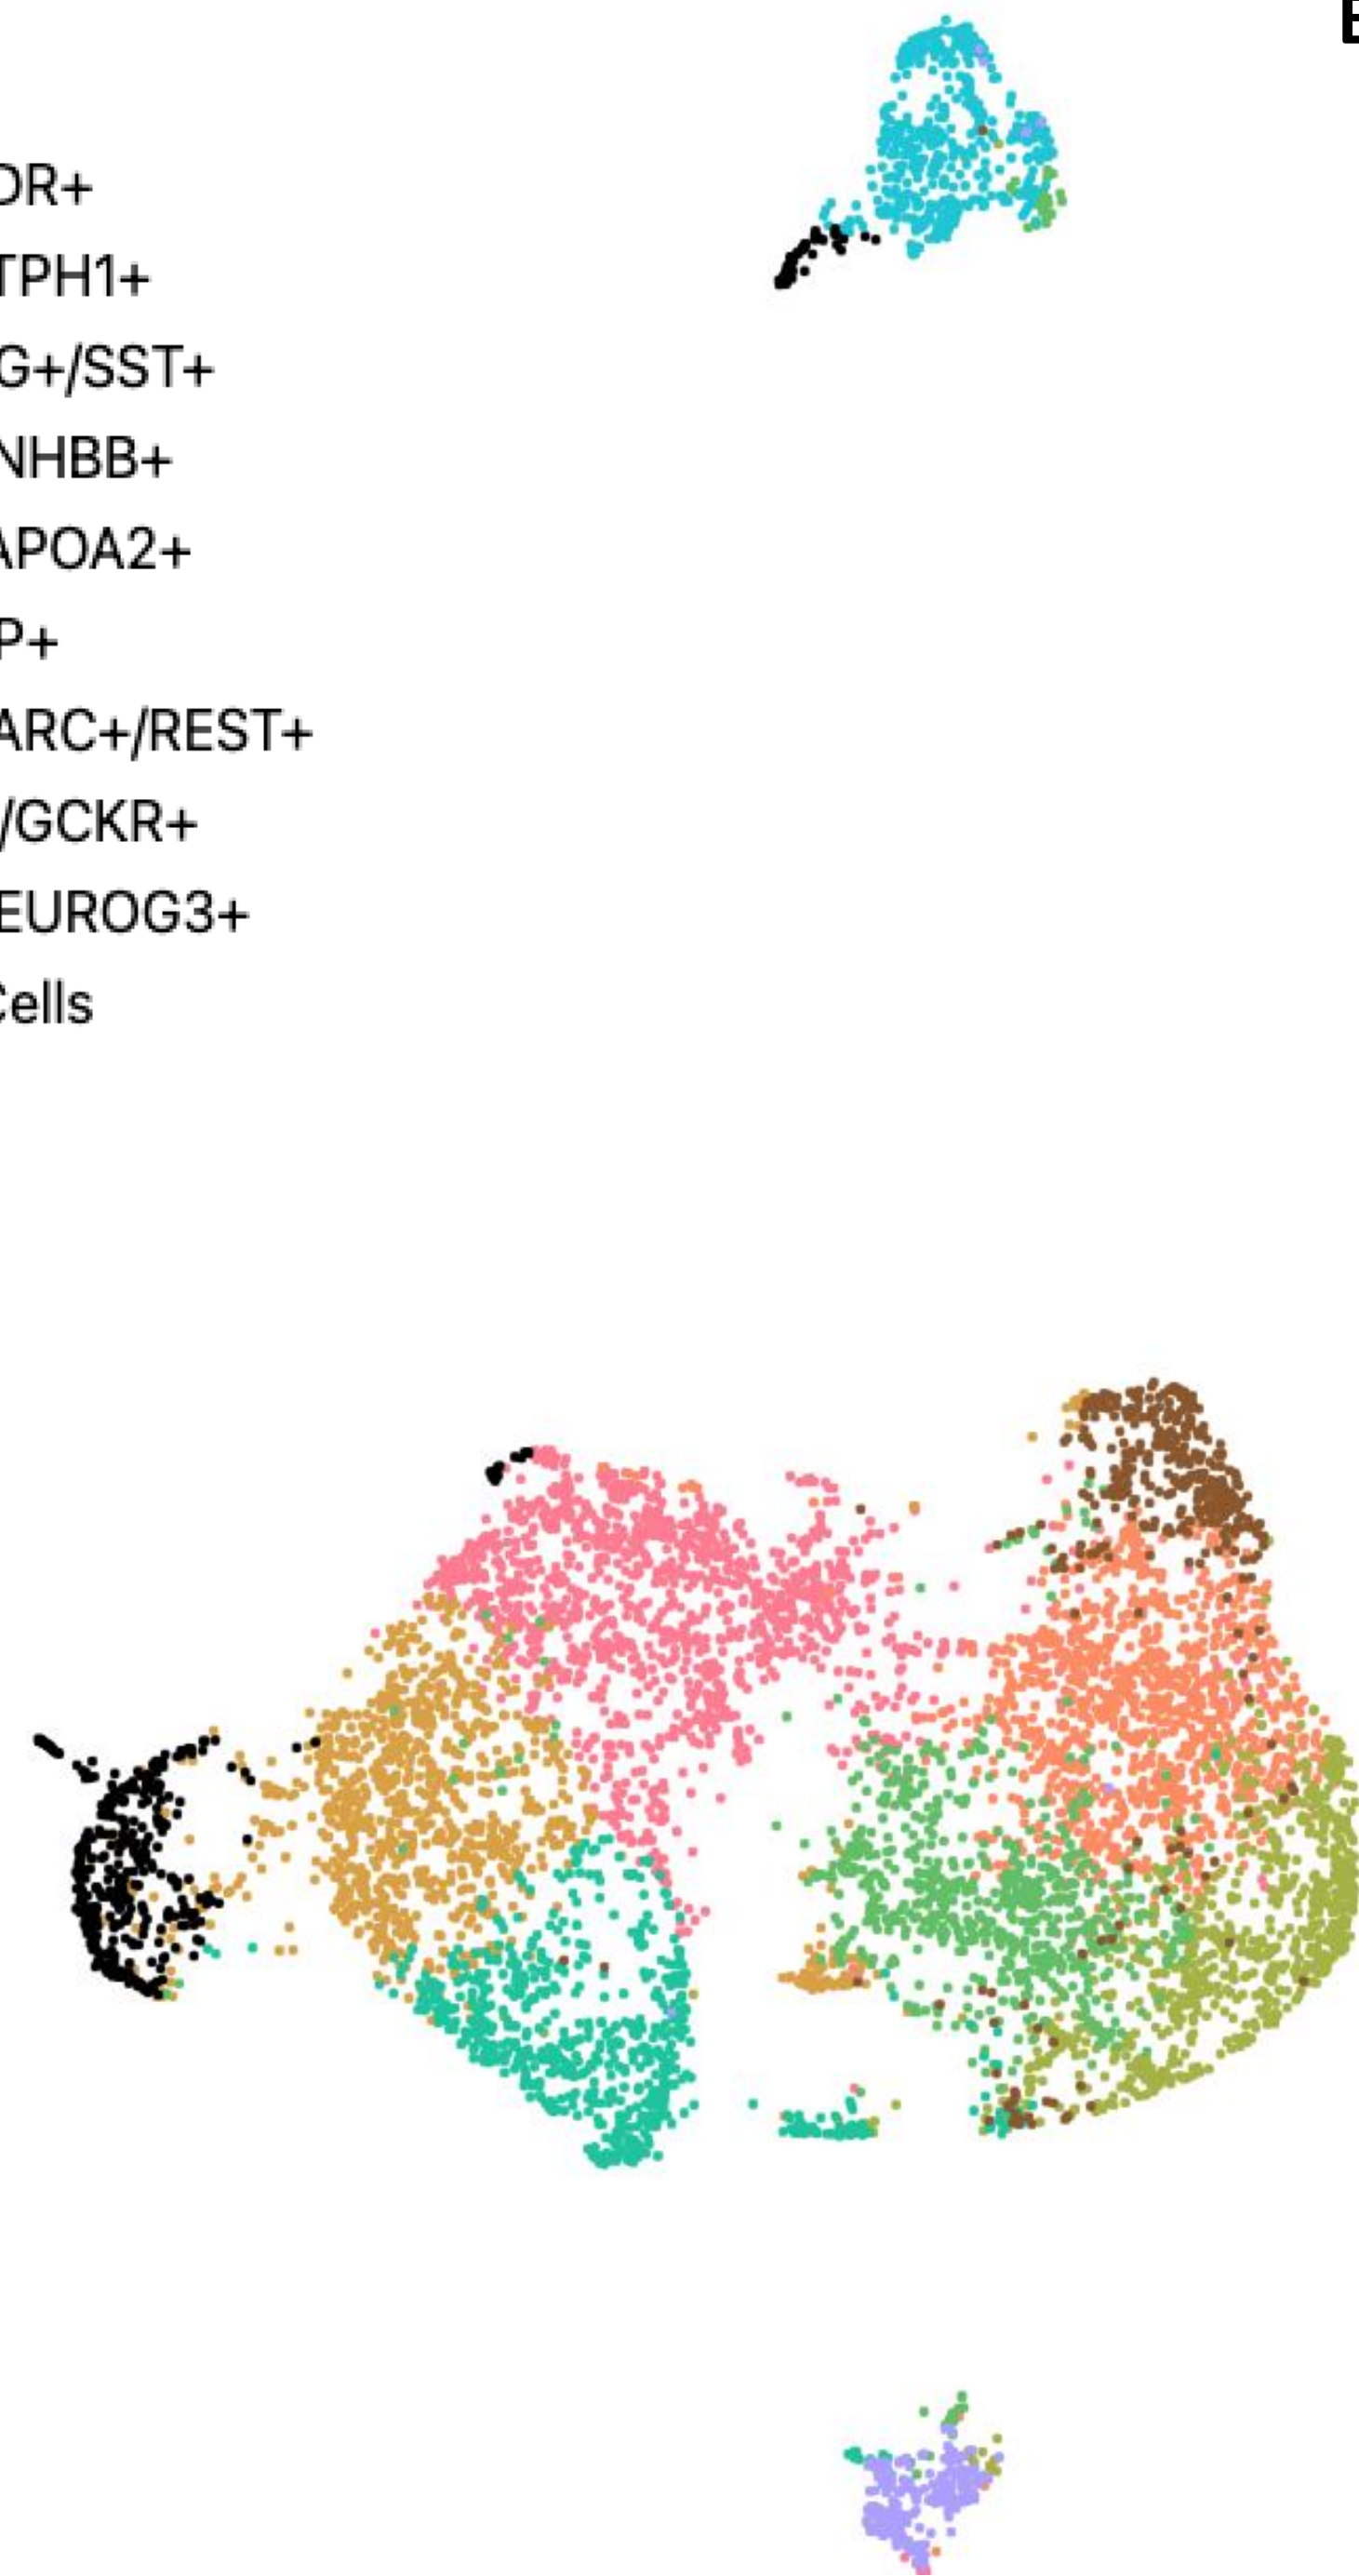 DR+
TPH1+
G+/SST+
NHBB+
APOA2+
P+
ARC+/REST+
/GCKR+
EUROG3+
Cells